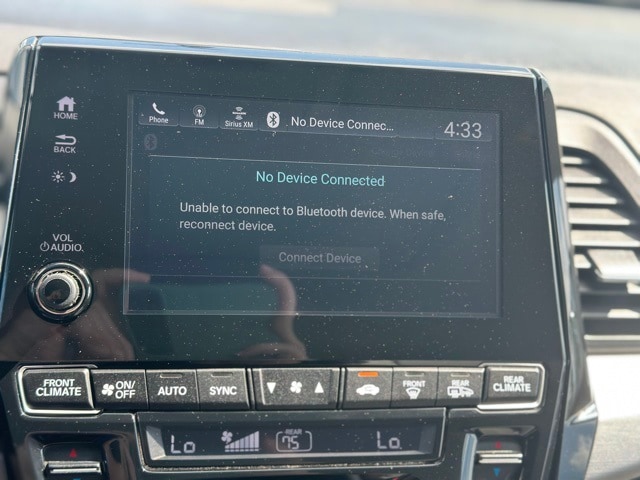 HOME
BACK
VOL
AUDIO.
Phone
FM
Sirius XM
No Device Connec...
4:33
No Device Connected
Unable to connect to Bluetooth device. When safe,
reconnect device.
Connect Device
FRONT
CLIMATE
ON/
OFF
AUTO
SYNC
FRONT
REAR
REAR
CLIMATE
Lo
REAR
75
Lo